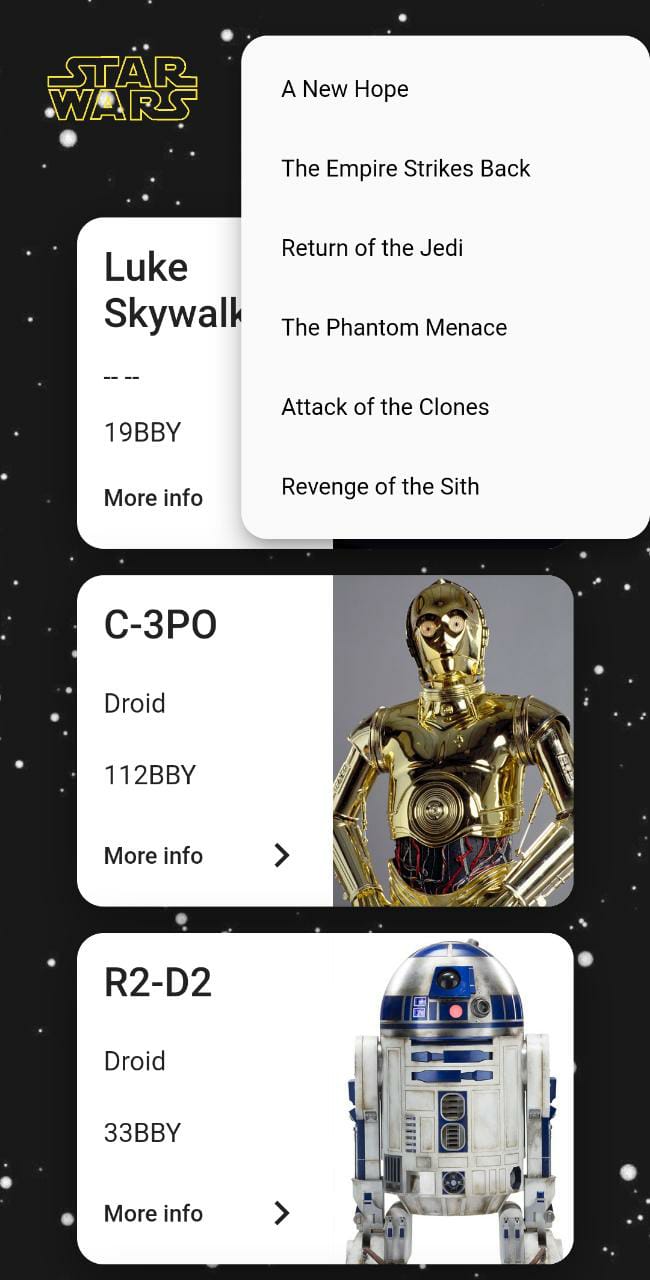 STAR
WARS
A New Hope
The Empire Strikes Back
Return of the Jedi
The Phantom Menace
Attack of the Clones
Revenge of the Sith
Luke
Skywalk
-- --
19BBY
More info
C-3PO
Droid
112BBY
More info
R2-D2
Droid
33BBY
More info